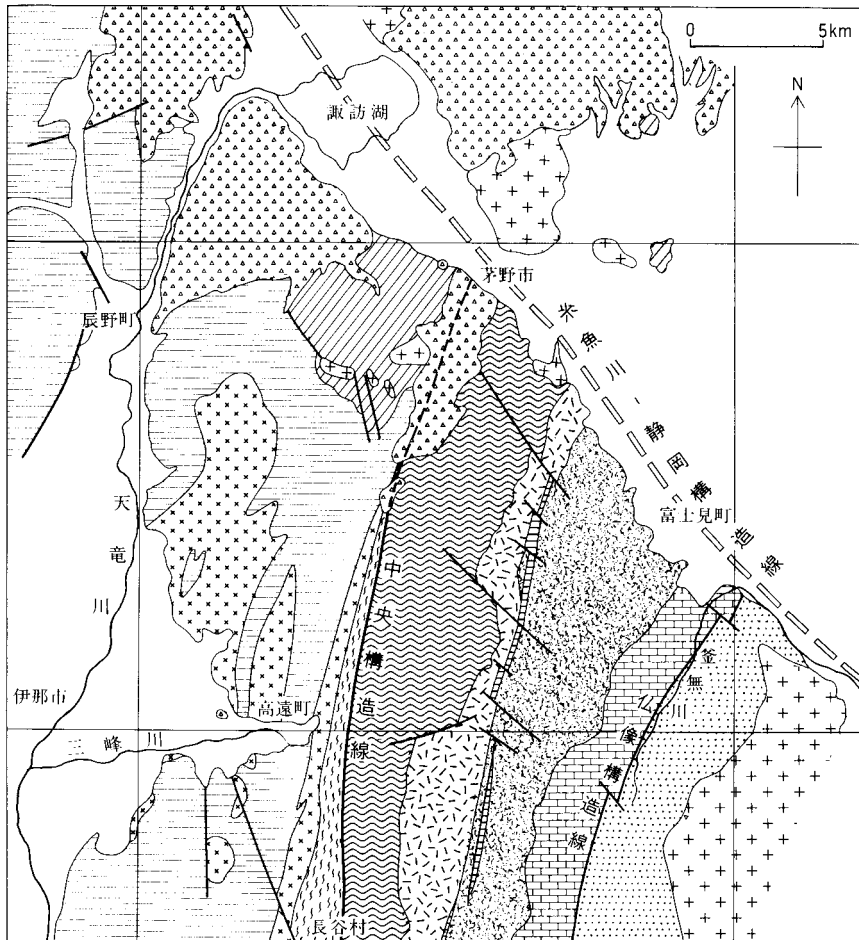 0 5km
N
諏訪湖
茅野市
辰野町
糸魚川-静岡構造線
富士見町
天竜川
中央構造線
釜無川
仏像構造線
伊那市
高遠町
三峰川
長谷村